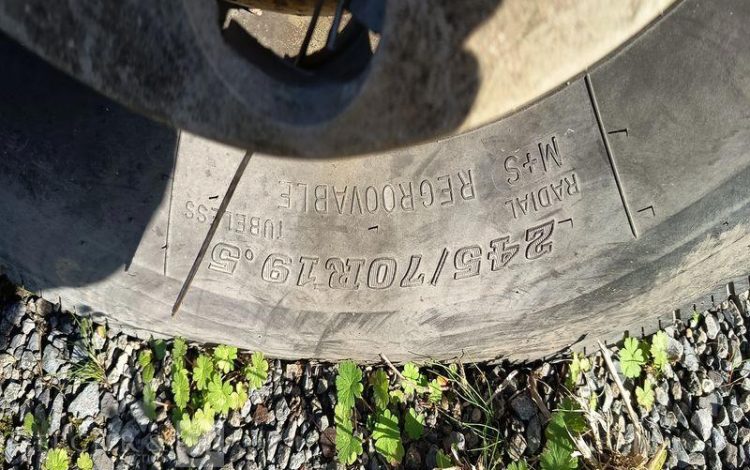 245/70R19.5
RADIAL TUBELESS
M+S REGROOVABLE